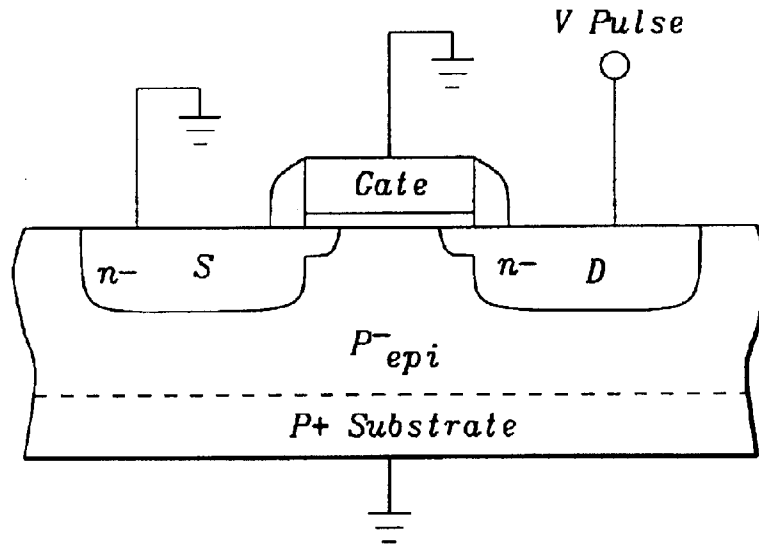 V Pulse
Gate
n- S
n- D
P⁻epi
P+ Substrate